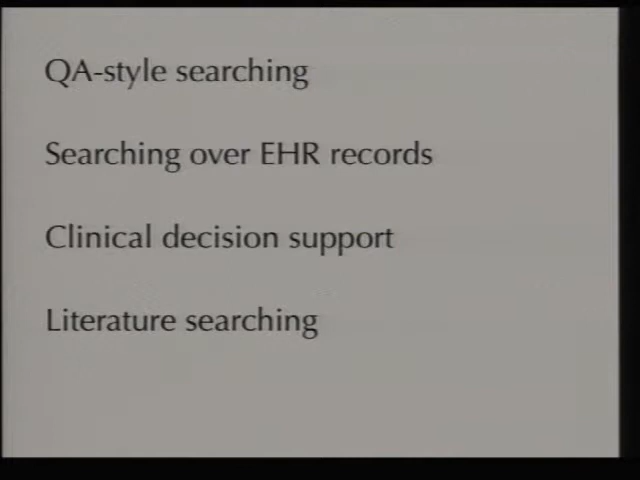 QA-style searching
Searching over EHR records
Clinical decision support
Literature searching